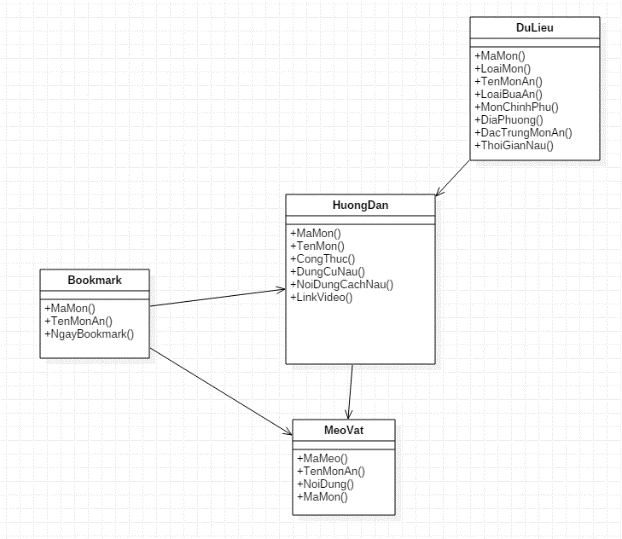 DuLieu
+MaMon()
+LoaiMon()
+TenMonAn()
+LoaiBuaAn()
+MonChinhPhu()
+DiaPhuong()
+DacTrungMonAn()
+ThoiGianNau()
HuongDan
+MaMon()
+TenMon()
+CongThuc()
+DungCuNau()
+NoiDungCachNau()
+LinkVideo()
Bookmark
+MaMon()
+TenMonAn()
+NgayBookmark()
MeoVat
+MaMeo()
+TenMonAn()
+NoiDung()
+MaMon()